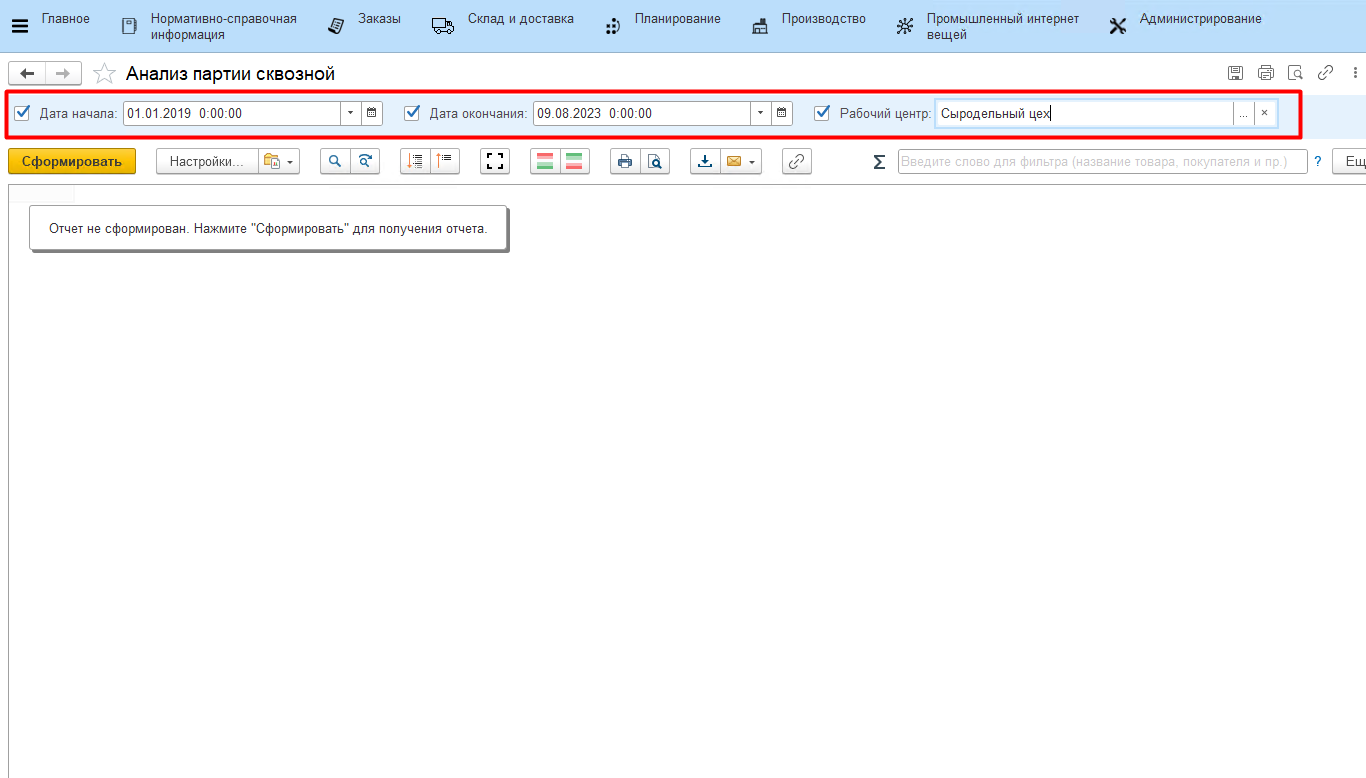 Главное
Нормативно-справочная
информация
Заказы
Склад и доставка
Планирование
Производство
Промышленный интернет
вещей
Администрирование
Анализ партии сквозной
Дата начала: 01.01.2019 0:00:00 Дата окончания: 09.08.2023 0:00:00 Рабочий центр: Сыродельный цех ... ×
Сформировать Настройки... Σ Введите слово для фильтра (название товара, покупателя и пр.) ? Ещ
Отчет не сформирован. Нажмите "Сформировать" для получения отчета.